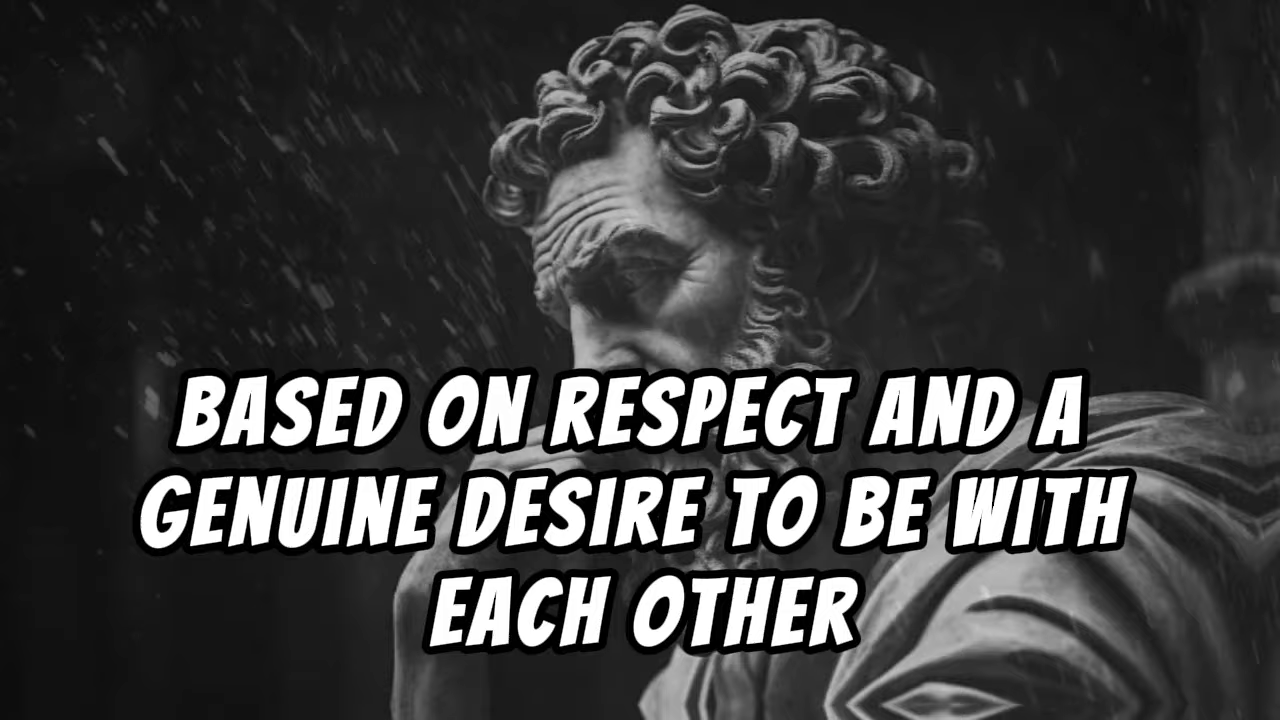 BASED ON RESPECT AND A
GENUINE DESIRE TO BE WITH
EACH OTHER